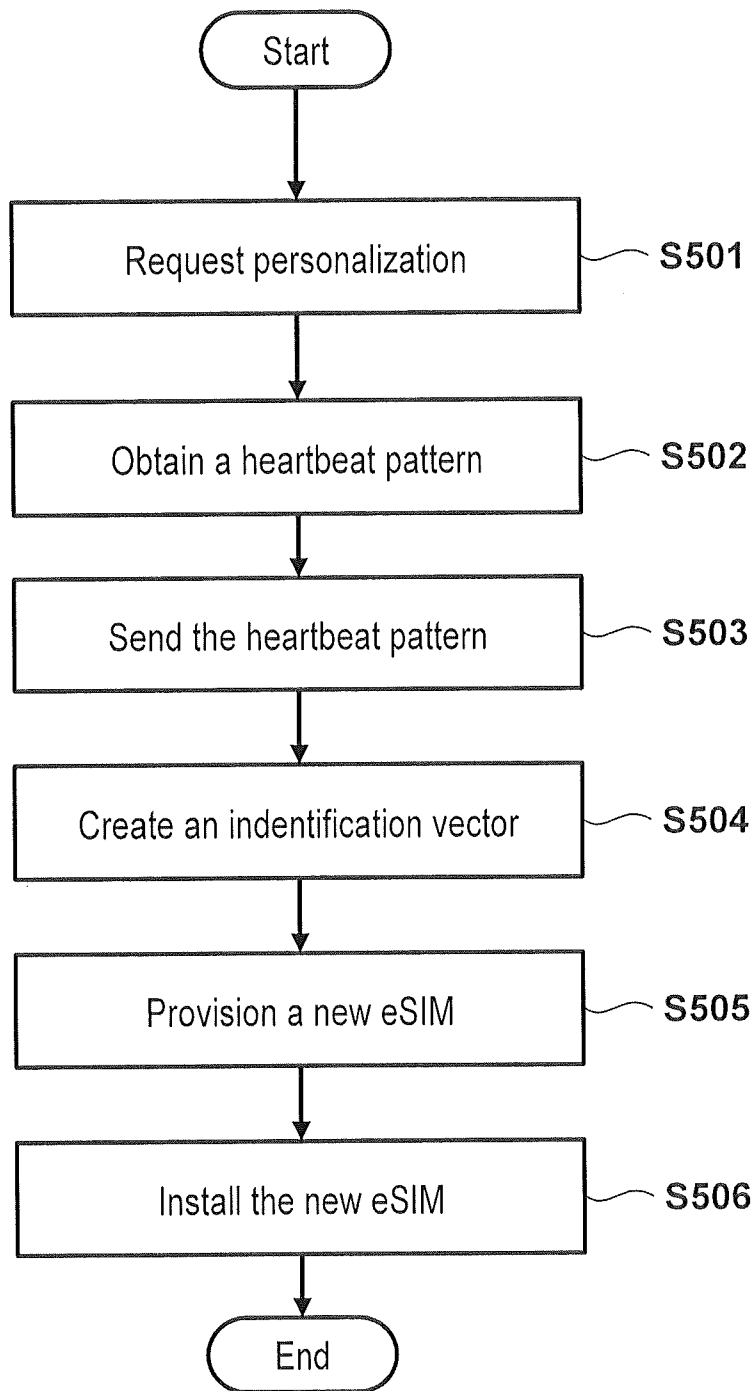 Start
Request personalization S501
Obtain a heartbeat pattern S502
Send the heartbeat pattern S503
Create an indentification vector S504
Provision a new eSIM S505
Install the new eSIM S506
End